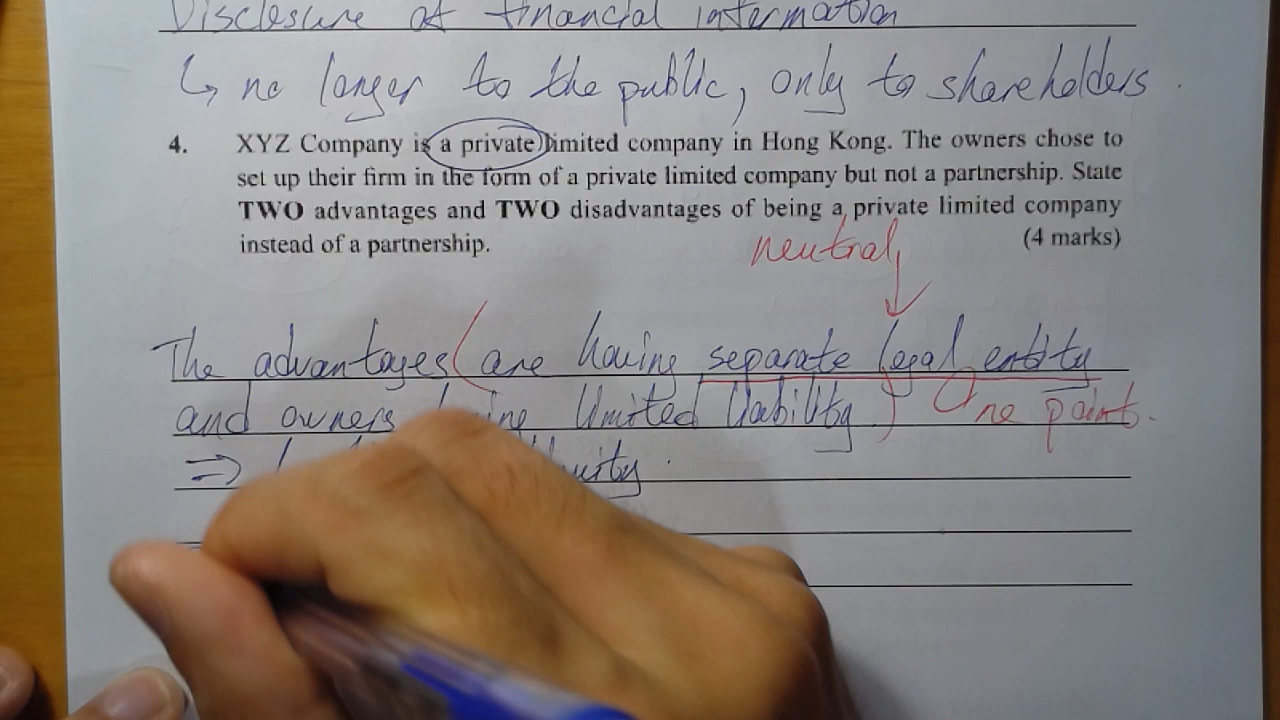 Disclosure of financial information
↳ no longer to the public, only to shareholders.
4. XYZ Company is a private limited company in Hong Kong. The owners chose to
set up their firm in the form of a private limited company but not a partnership. State
TWO advantages and TWO disadvantages of being a private limited company
instead of a partnership. (4 marks)
neutral
The advantages (are having separate legal entity
and owners limited liability) One point.
⇒